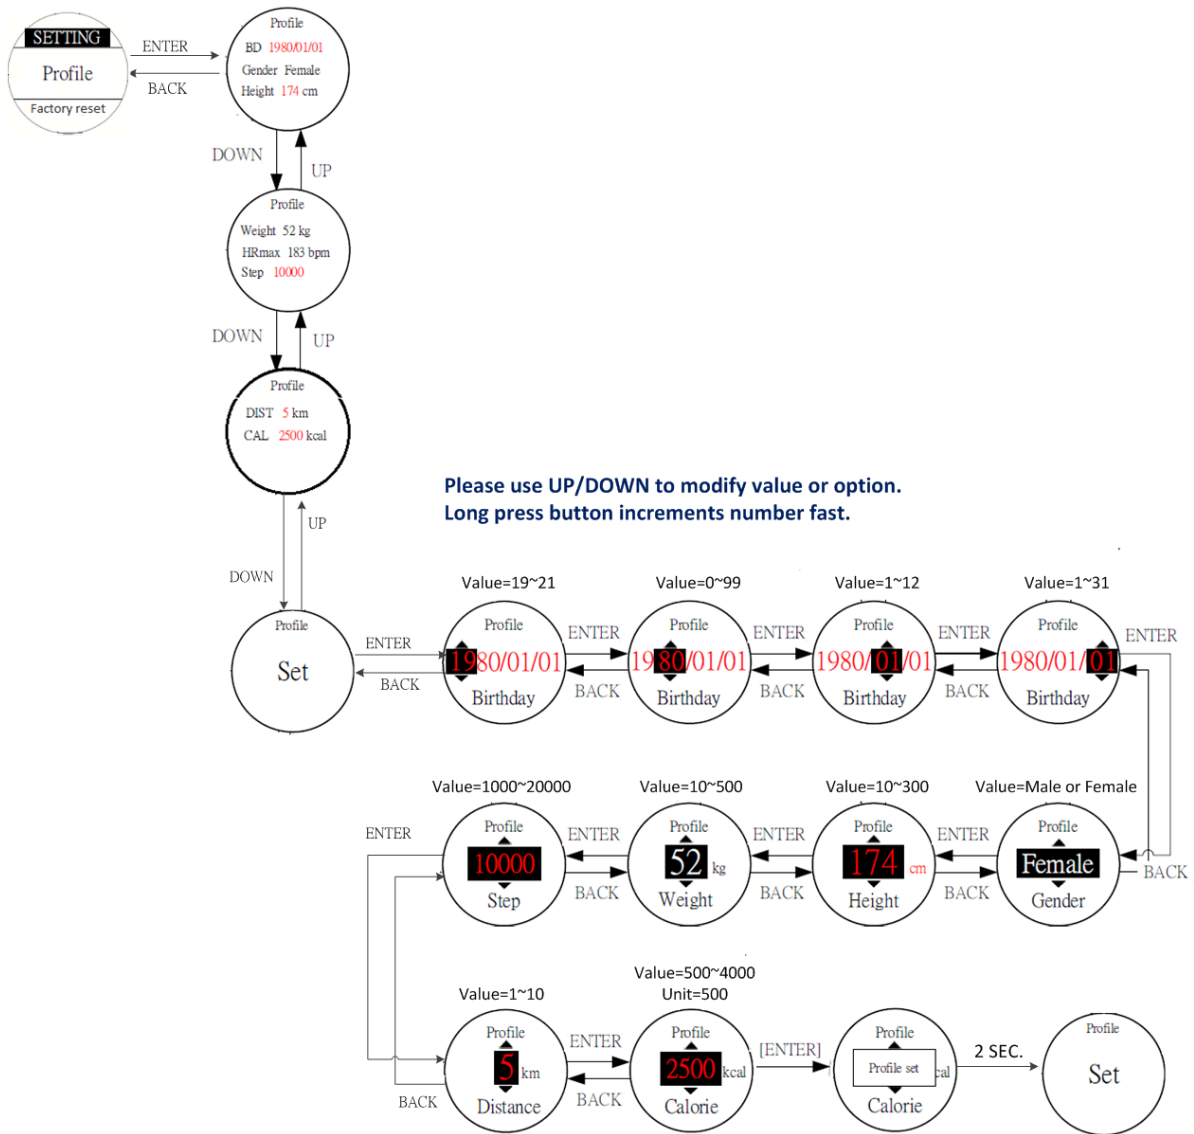 SETTING
Profile
Factory reset
ENTER
BACK
Profile
BD 1980/01/01
Gender Female
Height 174 cm
DOWN
UP
Profile
Weight 52 kg
HRmax 183 bpm
Step 10000
DOWN
UP
Profile
DIST 5 km
CAL 2500 kcal
Please use UP/DOWN to modify value or option.
Long press button increments number fast.
UP
DOWN
Profile
Set
ENTER
BACK
Value=19~21
Profile
1980/01/01
Birthday
ENTER
BACK
Value=0~99
Profile
1980/01/01
Birthday
ENTER
BACK
Value=1~12
Profile
1980/01/01
Birthday
ENTER
BACK
Value=1~31
Profile
1980/01/01
Birthday
ENTER
BACK
Value=Male or Female
Profile
Female
Gender
ENTER
BACK
Value=10~300
Profile
174 cm
Height
ENTER
BACK
Value=10~500
Profile
52 kg
Weight
ENTER
BACK
Value=1000~20000
Profile
10000
Step
ENTER
BACK
Value=1~10
Profile
5 km
Distance
ENTER
BACK
Value=500~4000
Unit=500
Profile
2500 kcal
Calorie
[ENTER]
Profile
Profile set
cal
Calorie
2 SEC.
Profile
Set